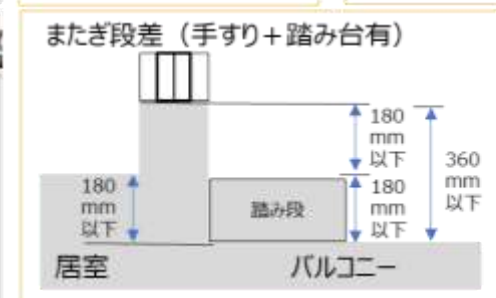 またぎ段差（手すり+踏み台有）
180
mm
以下
360
mm
以下
180
mm
以下
180
mm
以下
踏み段
居室
バルコニー